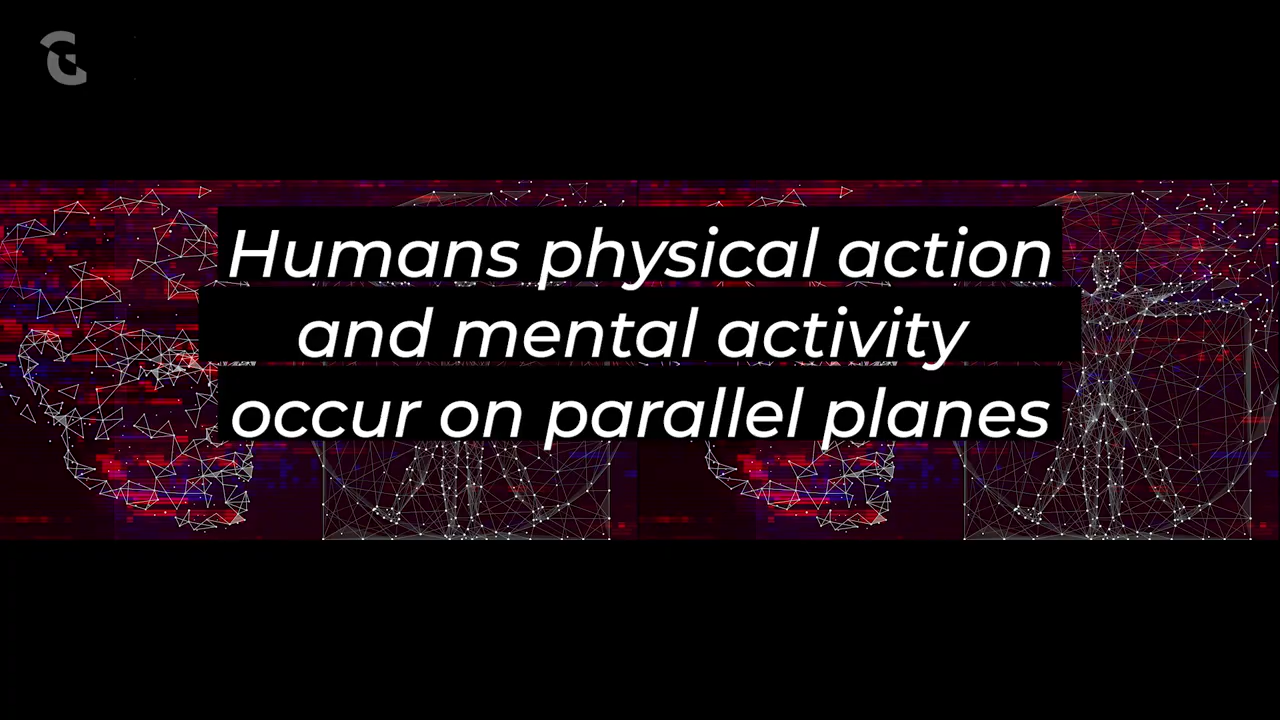 Humans physical action
and mental activity
occur on parallel planes